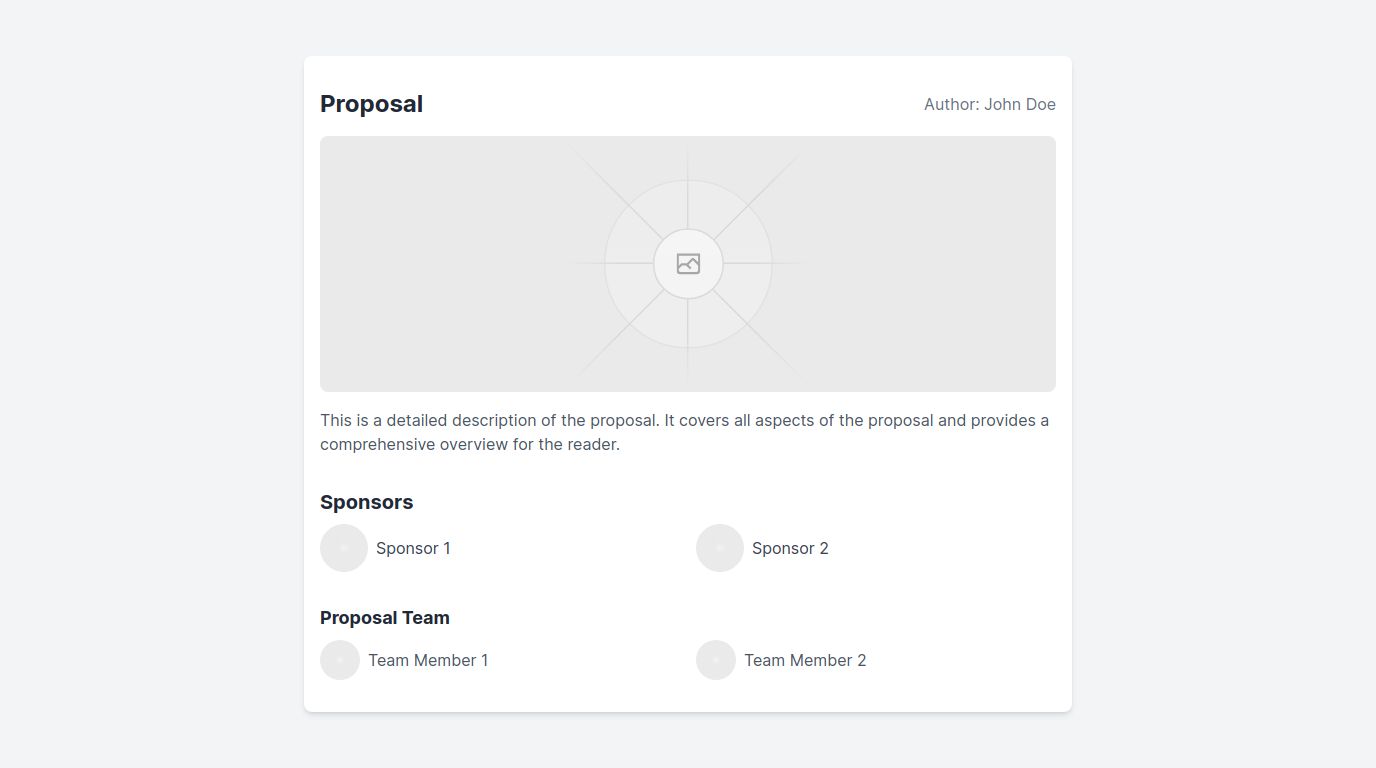 Proposal
Author: John Doe
This is a detailed description of the proposal. It covers all aspects of the proposal and provides a
comprehensive overview for the reader.
Sponsors
Sponsor 1
Sponsor 2
Proposal Team
Team Member 1
Team Member 2